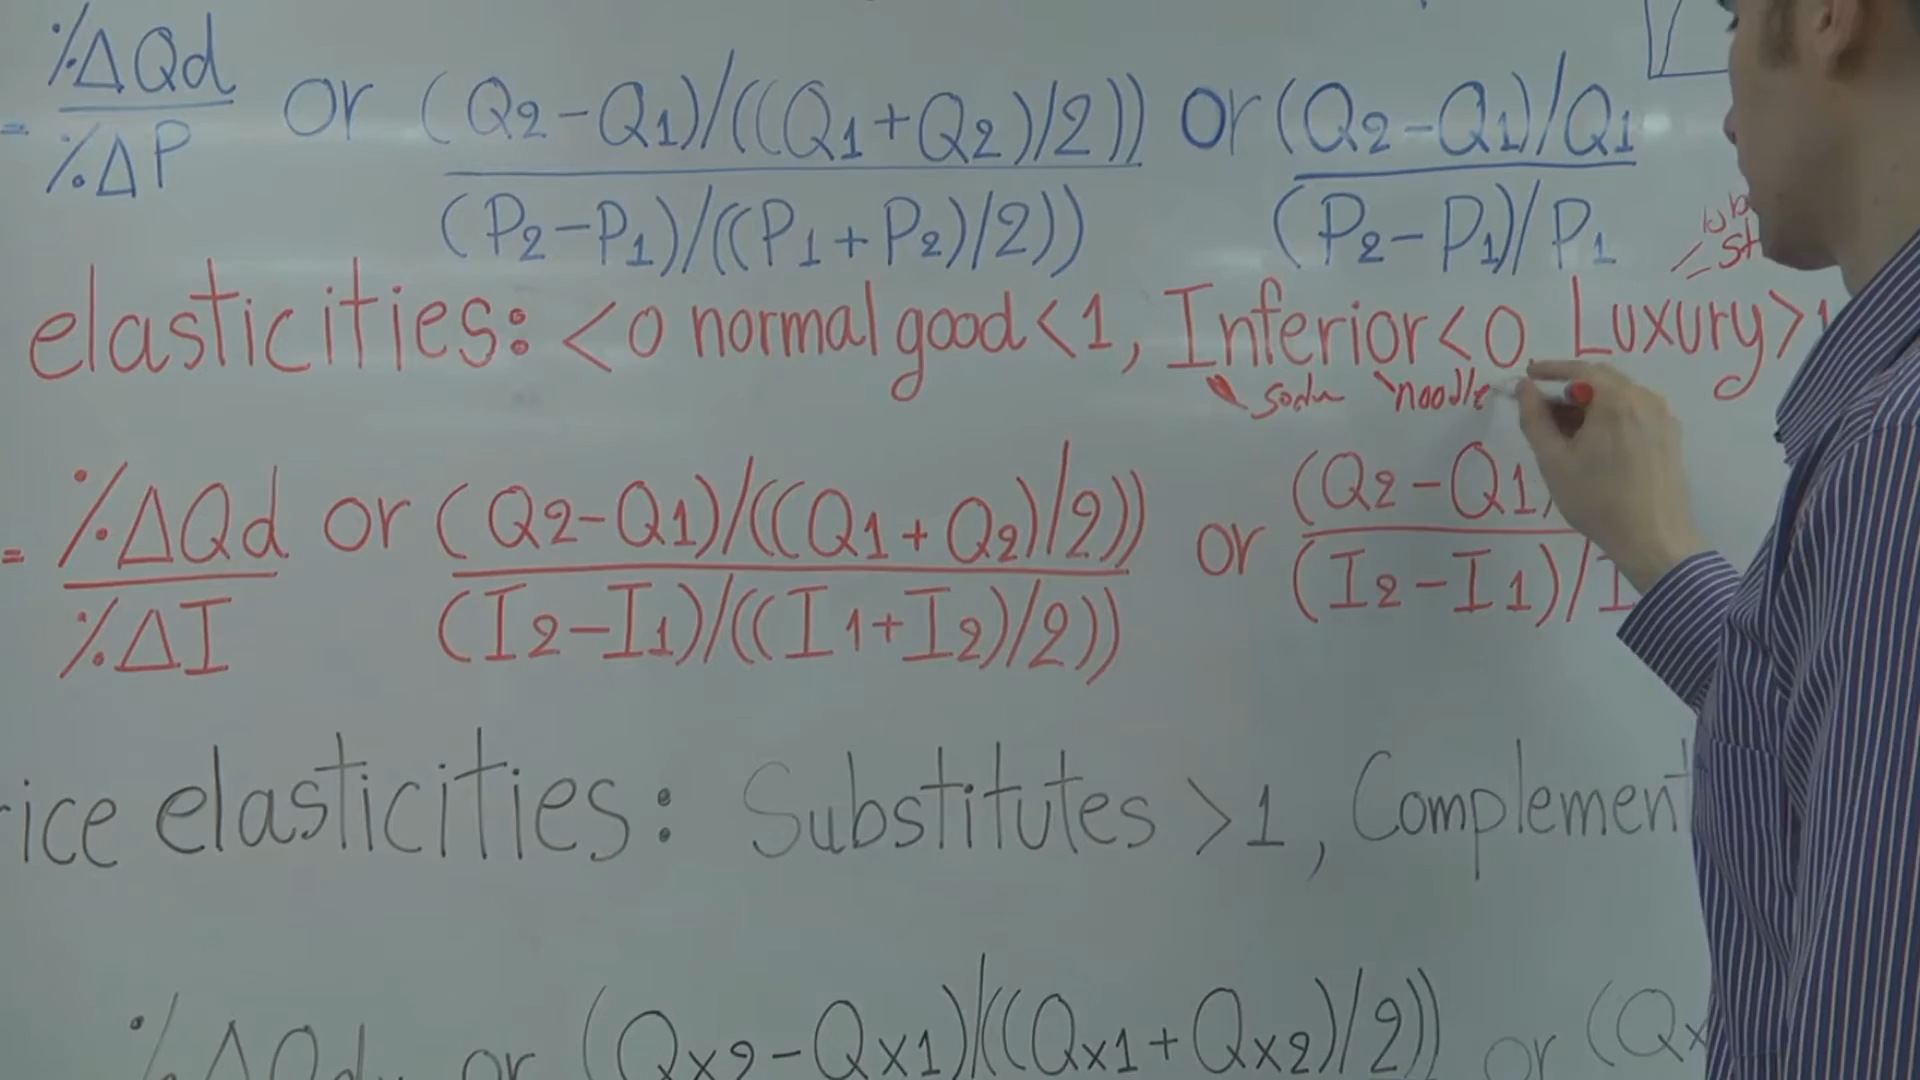 %ΔQd or (Q2-Q1)/((Q1+Q2)/2)) or (Q2-Q1)/Q1
= %ΔP (P2-P1)/((P1+P2)/2)) (P2-P1)/P1
elasticities: <0 normal good<1, Inferior<0 Luxury>1
noodle
%ΔQd or (Q2-Q1)/((Q1+Q2)/2)) or (Q2-Q1)
= %ΔI (I2-I1)/((I1+I2)/2)) (I2-I1)/I
rice elasticities: Substitutes >1, Complement
%ΔQd or (Qx2-Qx1)/((Qx1+Qx2)/2)) or (Qx